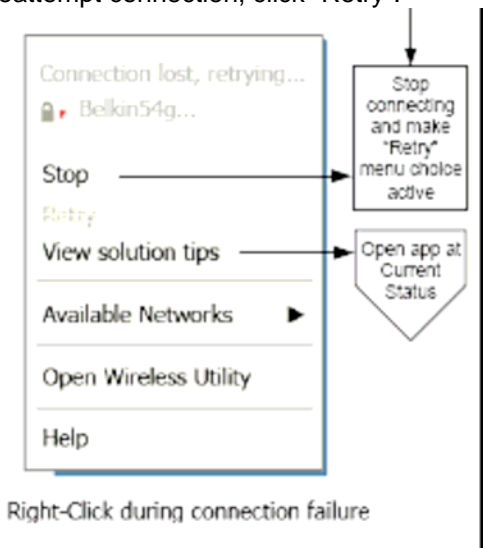 attempt connection, click "Retry".
Connection lost, retrying...
Belkin54g...
Stop
Retry
View solution tips
Available Networks
Open Wireless Utility
Help
Stop
connecting
and make
"Retry"
menu choice
active
Open app at
Current
Status
Right-Click during connection failure